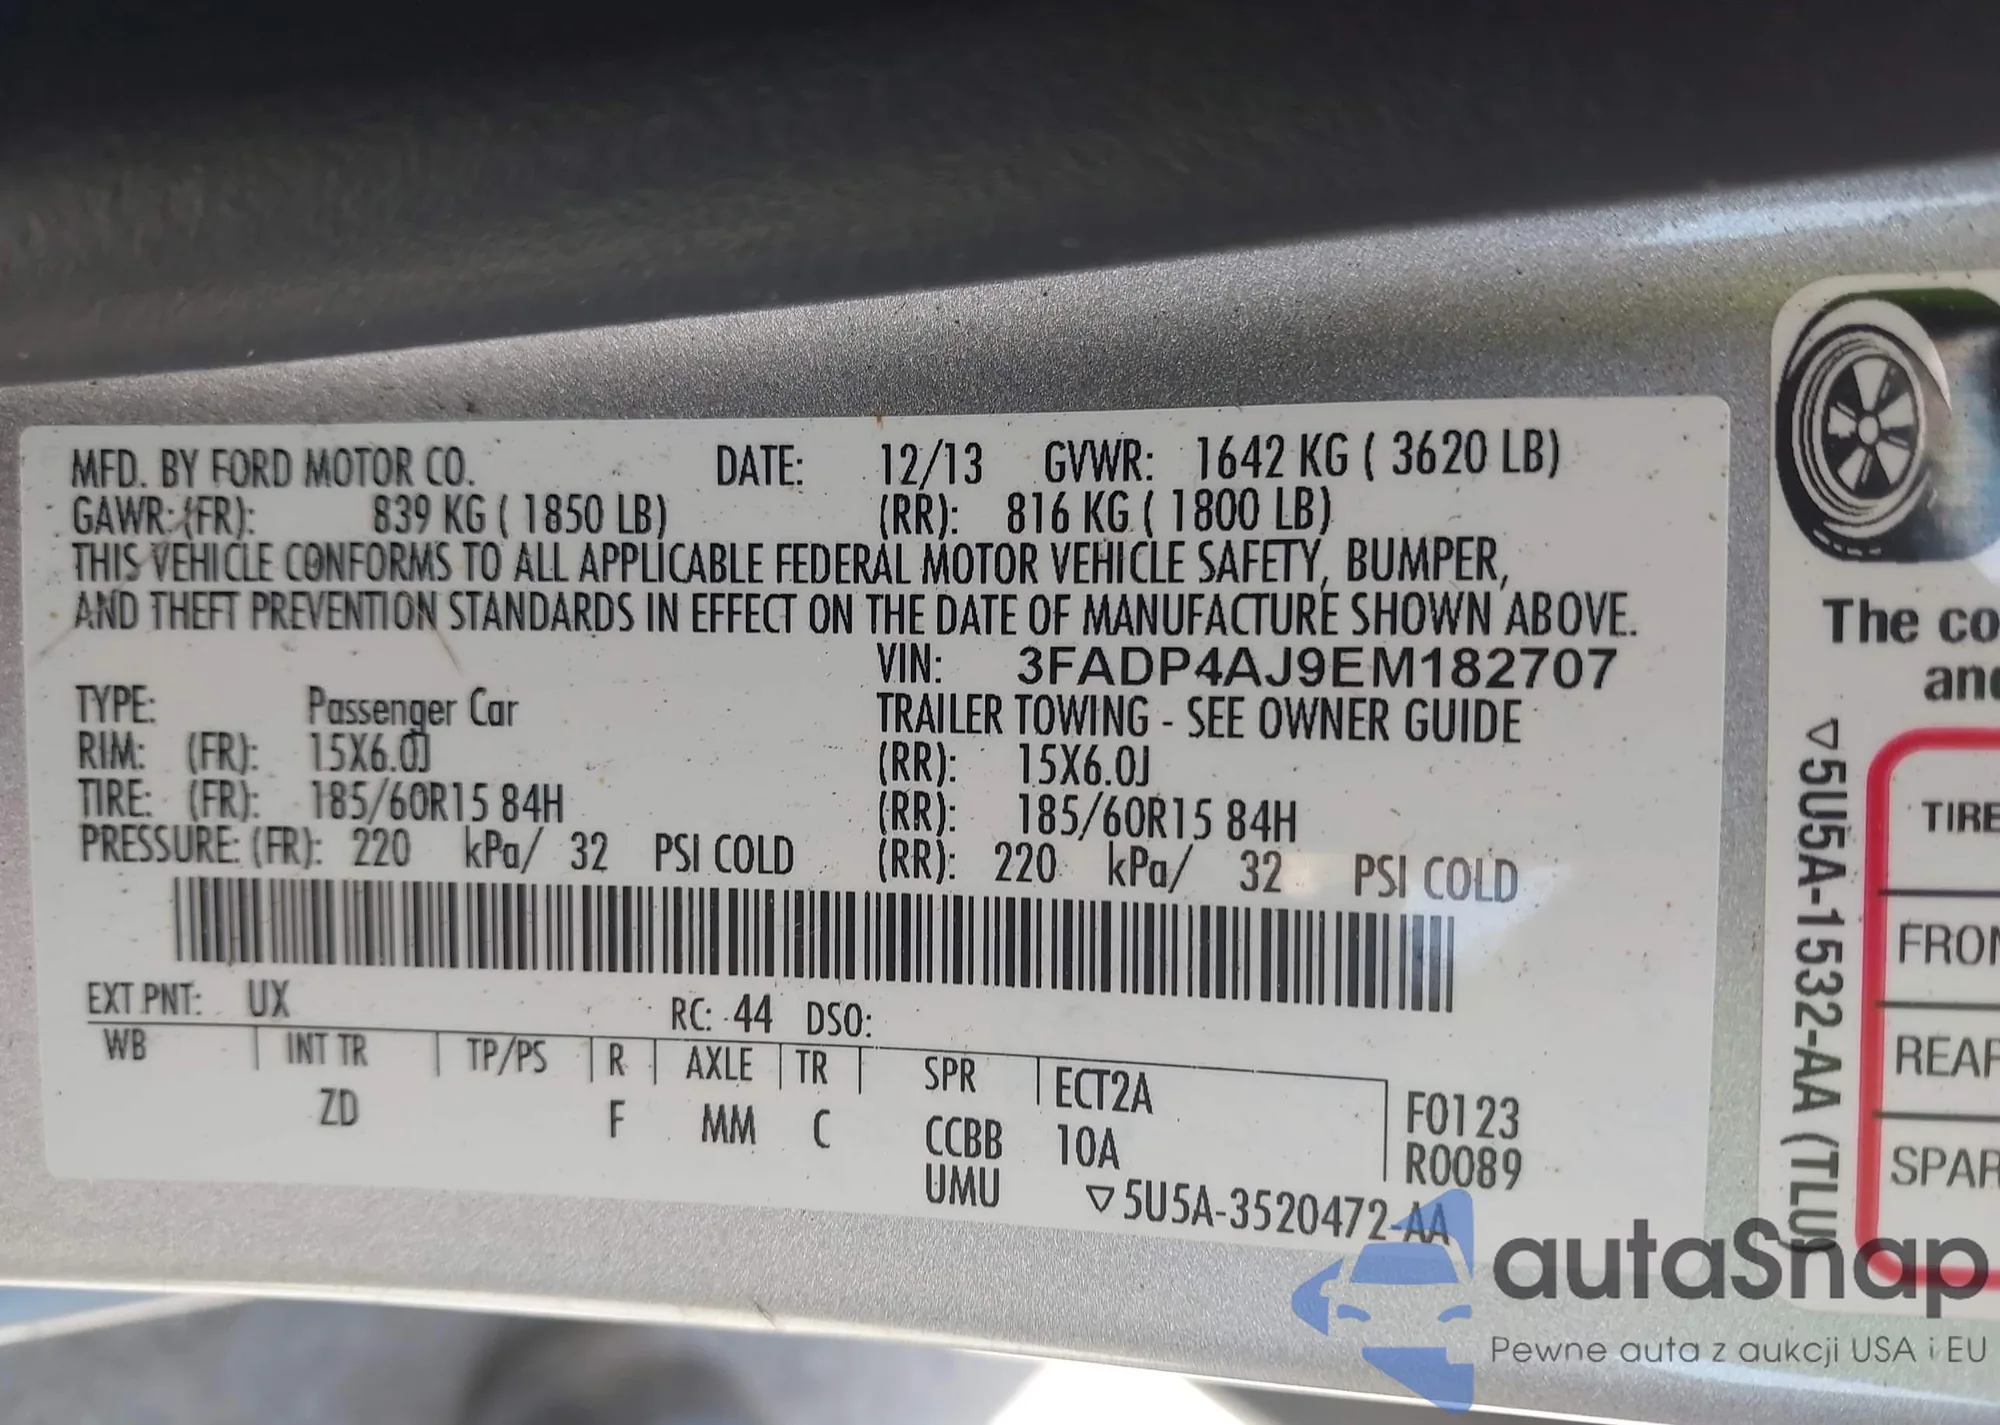 MFD. BY FORD MOTOR CO. DATE: 12/13 GVWR: 1642 KG ( 3620 LB)
GAWR: (FR): 839 KG ( 1850 LB) (RR): 816 KG ( 1800 LB)
THIS VEHICLE CONFORMS TO ALL APPLICABLE FEDERAL MOTOR VEHICLE SAFETY, BUMPER,
AND THEFT PREVENTION STANDARDS IN EFFECT ON THE DATE OF MANUFACTURE SHOWN ABOVE.
VIN: 3FADP4AJ9EM182707
TYPE: Passenger Car TRAILER TOWING - SEE OWNER GUIDE
RIM: (FR): 15X6.0J (RR): 15X6.0J
TIRE: (FR): 185/60R15 84H (RR): 185/60R15 84H
PRESSURE: (FR): 220 kPa/ 32 PSI COLD (RR): 220 kPa/ 32 PSI COLD
EXT PNT: UX RC: 44 DSO:
WB INT TR TP/PS R AXLE TR SPR ECT2A
ZD F MM C CCBB 10A F0123
UMU R0089
▽5U5A-3520472-AA
The co
and
▽5U5A-1532-AA (TLU)
TIRE
FRON
REAR
SPAR
autaSnap
Pewne auta z aukcji USA i EU